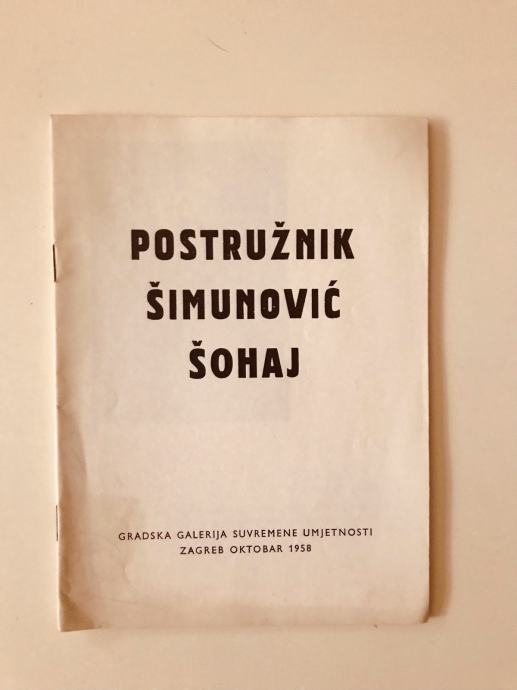 POSTRUŽNIK
ŠIMUNOVIĆ
ŠOHAJ
GRADSKA GALERIJA SUVREMENE UMJETNOSTI
ZAGREB OKTOBAR 1958